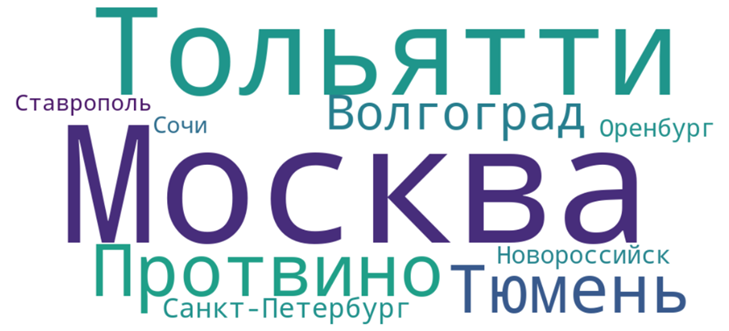 Тольятти
Ставрополь
Волгоград
Сочи
Оренбург
Москва
Протвино
Новороссийск
Тюмень
Санкт-Петербург